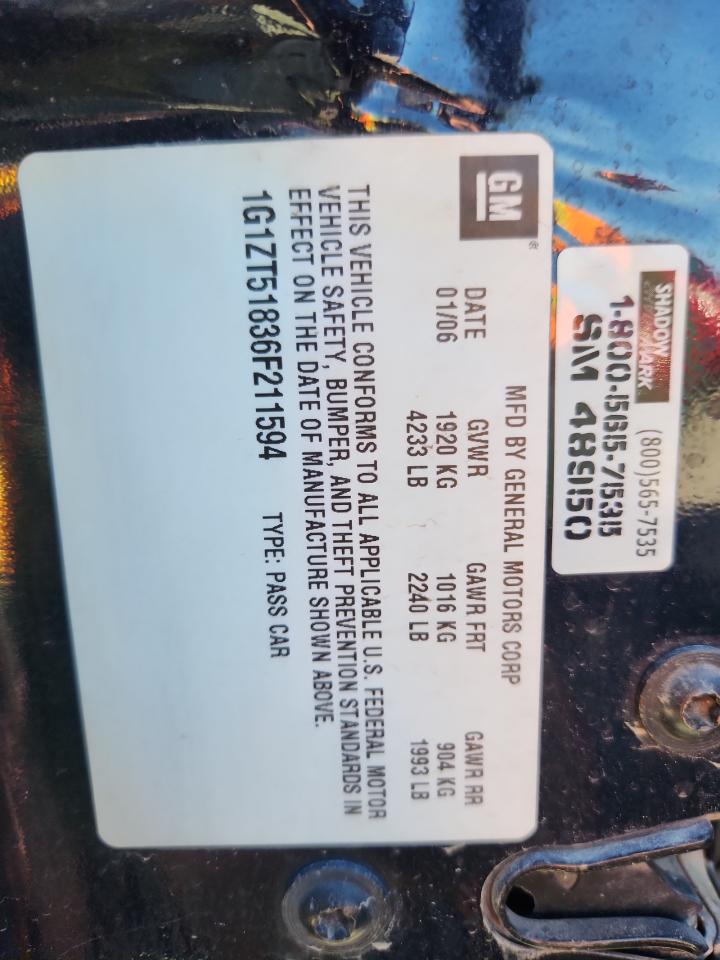 SHADOW
MARK
(800)565-7535
1-800-565-7535
SM 489150
GM®
MFD BY GENERAL MOTORS CORP
DATE GVWR GAWR FRT GAWR RR
01/06 1920 KG 1016 KG 904 KG
4233 LB 2240 LB 1993 LB
THIS VEHICLE CONFORMS TO ALL APPLICABLE U.S. FEDERAL MOTOR
VEHICLE SAFETY, BUMPER, AND THEFT PREVENTION STANDARDS IN
EFFECT ON THE DATE OF MANUFACTURE SHOWN ABOVE.
1G1ZT51836F211594 TYPE: PASS CAR